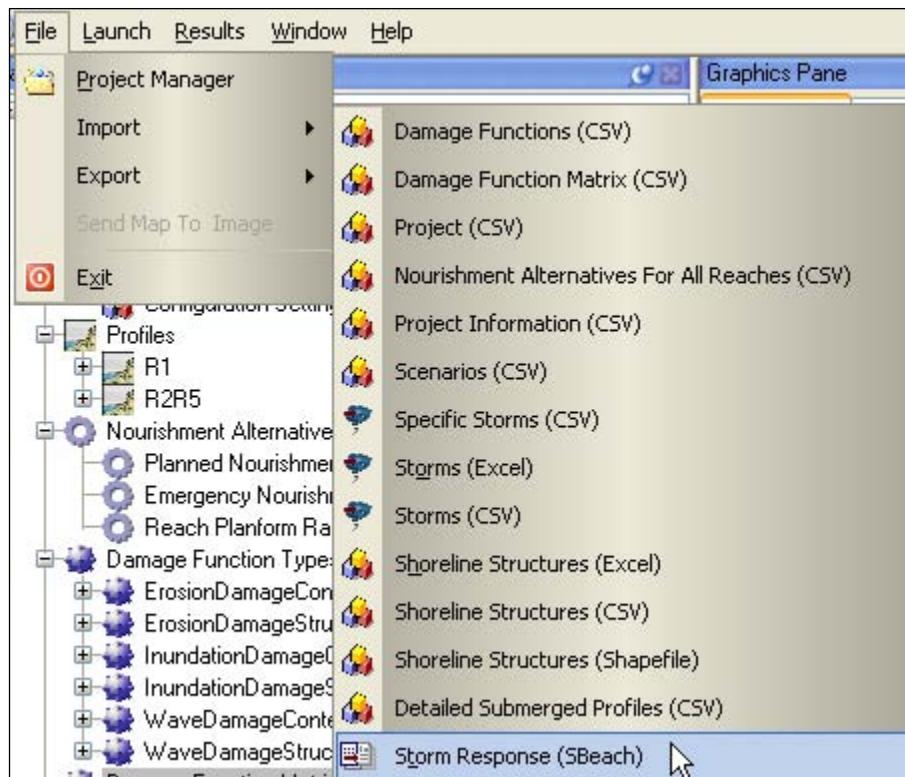 File Launch Results Window Help
Project Manager
Import
Export
Send Map To Image
Exit
Graphics Pane
Damage Functions (CSV)
Damage Function Matrix (CSV)
Project (CSV)
Nourishment Alternatives For All Reaches (CSV)
Project Information (CSV)
Scenarios (CSV)
Specific Storms (CSV)
Storms (Excel)
Storms (CSV)
Shoreline Structures (Excel)
Shoreline Structures (CSV)
Shoreline Structures (Shapefile)
Detailed Submerged Profiles (CSV)
Storm Response (SBeach)
Profiles
R1
R2R5
Nourishment Alternative
Planned Nourishme
Emergency Nourish
Reach Planform Ra
Damage Function Type
ErosionDamageCon
ErosionDamageStru
InundationDamage
InundationDamageS
WaveDamageConte
WaveDamageStruc